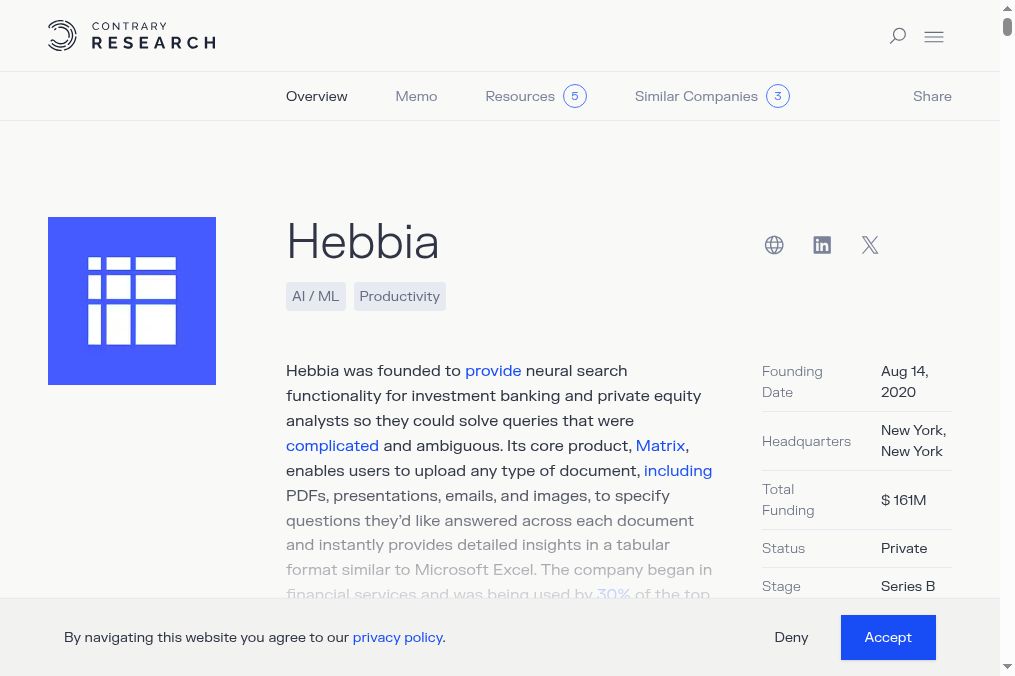 CONTRARY
RESEARCH
Overview
Memo
Resources 5
Similar Companies 3
Share
Hebbia
AI / ML
Productivity
Hebbia was founded to provide neural search
functionality for investment banking and private equity
analysts so they could solve queries that were
complicated and ambiguous. Its core product, Matrix,
enables users to upload any type of document, including
PDFs, presentations, emails, and images, to specify
questions they’d like answered across each document
and instantly provides detailed insights in a tabular
format similar to Microsoft Excel. The company began in
financial services and was being used by 30% of the top
Founding
Date
Aug 14,
2020
Headquarters
New York,
New York
Total
Funding
$ 161M
Status
Private
Stage
Series B
By navigating this website you agree to our privacy policy.
Deny
Accept